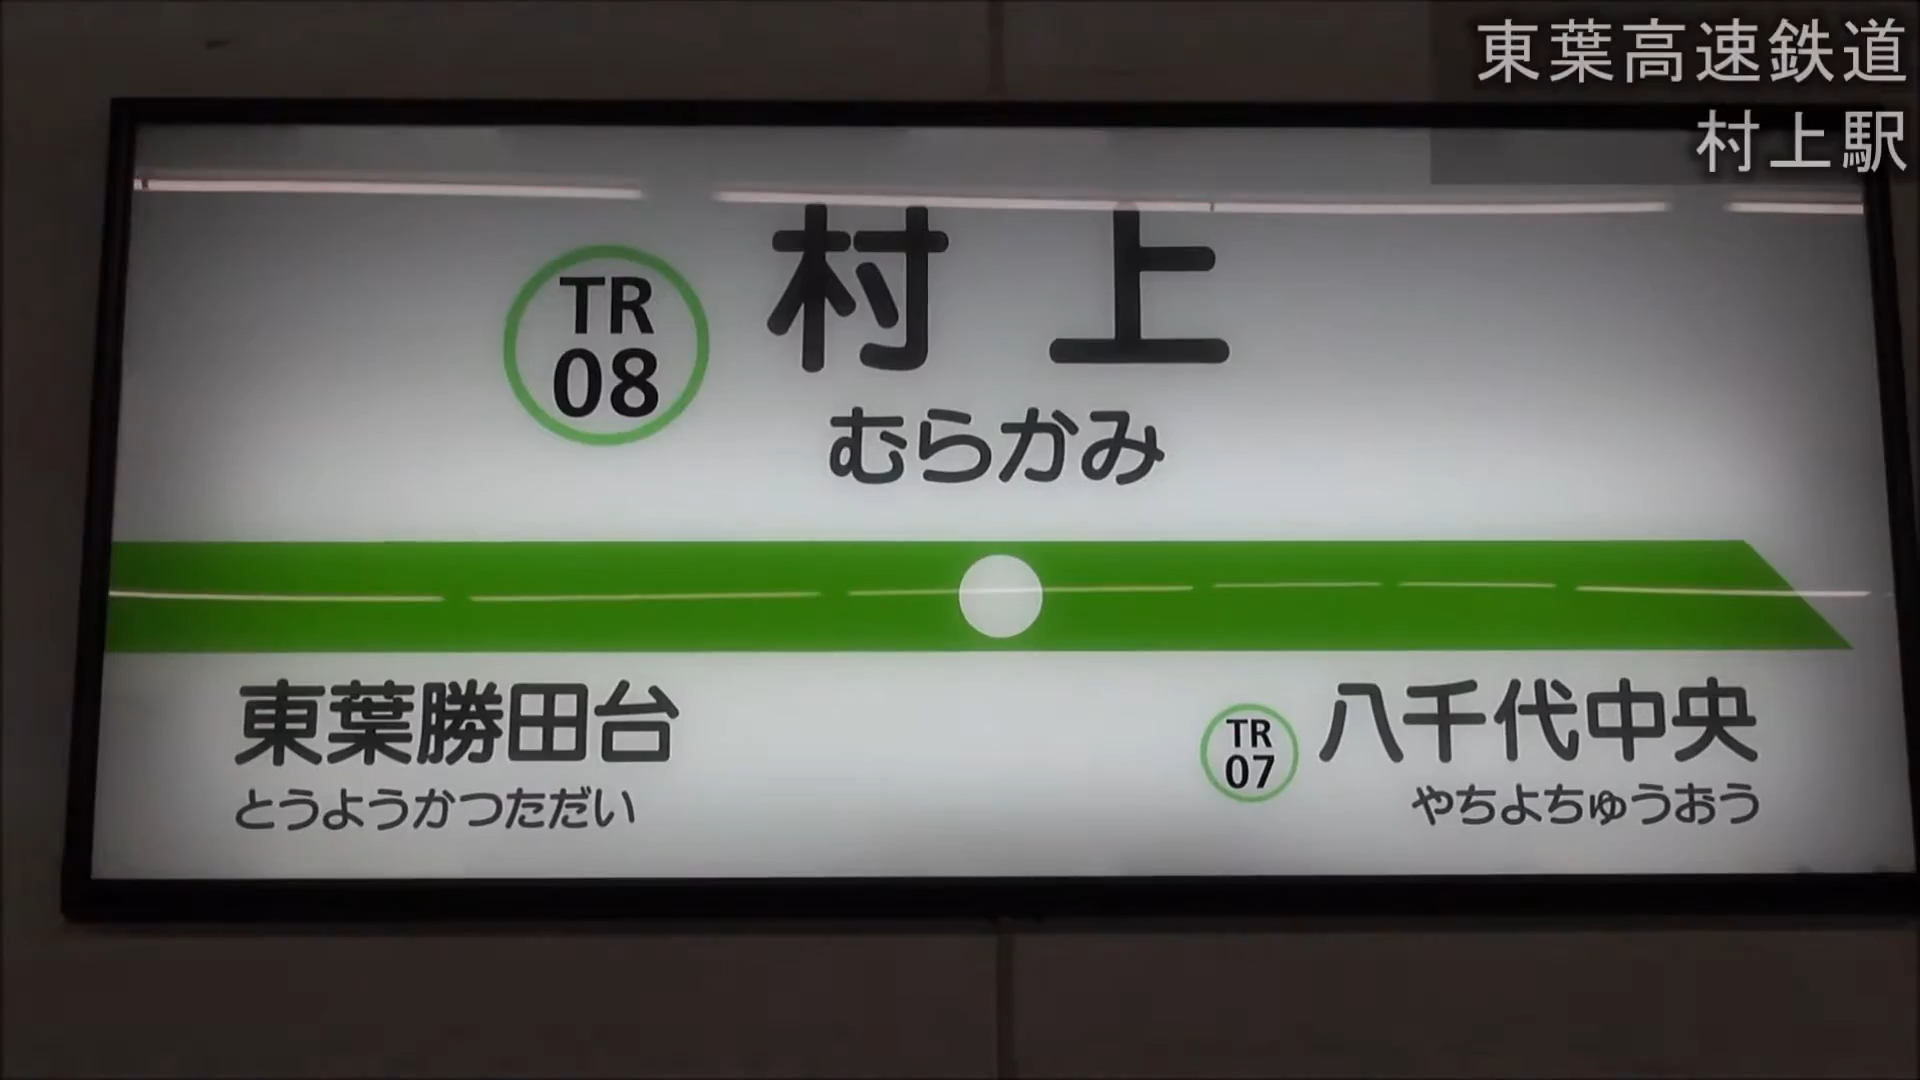 東葉高速鉄道
村上駅
TR
08
村上
むらかみ
東葉勝田台
とうようかつただい
TR
07
八千代中央
やちよちゅうおう